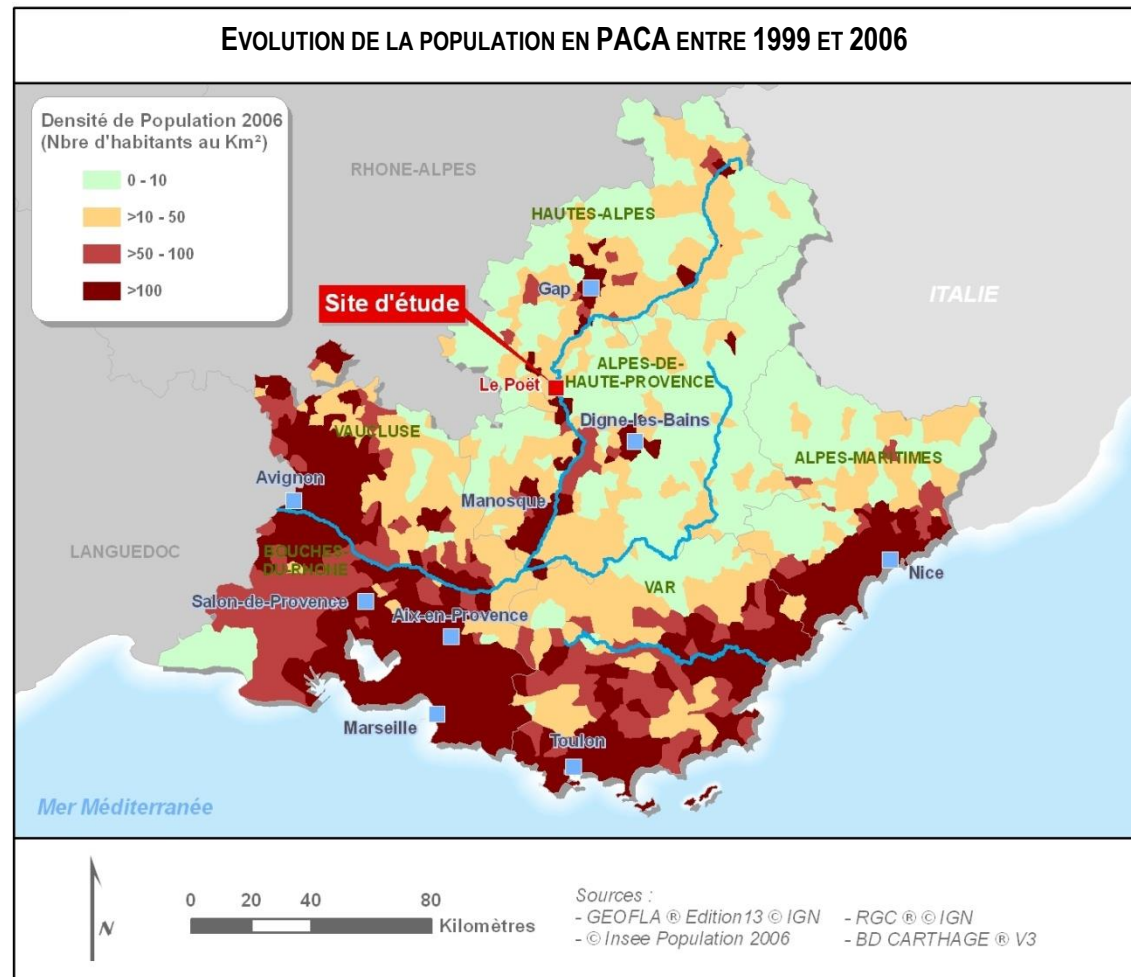 EVOLUTION DE LA POPULATION EN PACA ENTRE 1999 ET 2006
Densité de Population 2006
(Nbre d'habitants au Km²)
0 - 10
>10 - 50
>50 - 100
>100
RHONE-ALPES
HAUTES-ALPES
Gap
ITALIE
Site d'étude
Le Poët
ALPES-DE-
HAUTE-PROVENCE
Digne-les-Bains
VAUCLUSE
ALPES-MARITIMES
Avignon
Manosque
LANGUEDOC
BOUCHES-
DU-RHONE
Nice
VAR
Salon-de-Provence
Aix-en-Provence
Marseille
Toulon
Mer Méditerranée
N
0 20 40 80
Kilomètres
Sources :
- GEOFLA ® Edition13 © IGN
- © Insee Population 2006
- RGC ® © IGN
- BD CARTHAGE ® V3